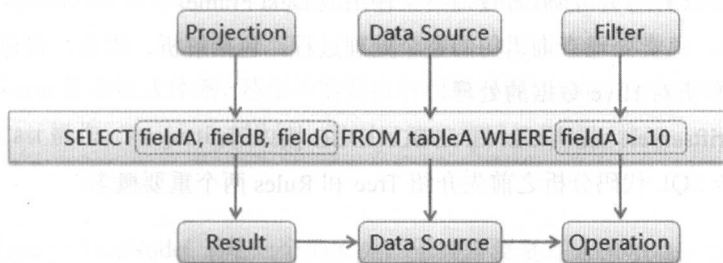 Projection Data Source Filter
SELECT fieldA, fieldB, fieldC FROM tableA WHERE fieldA > 10
Result Data Source Operation